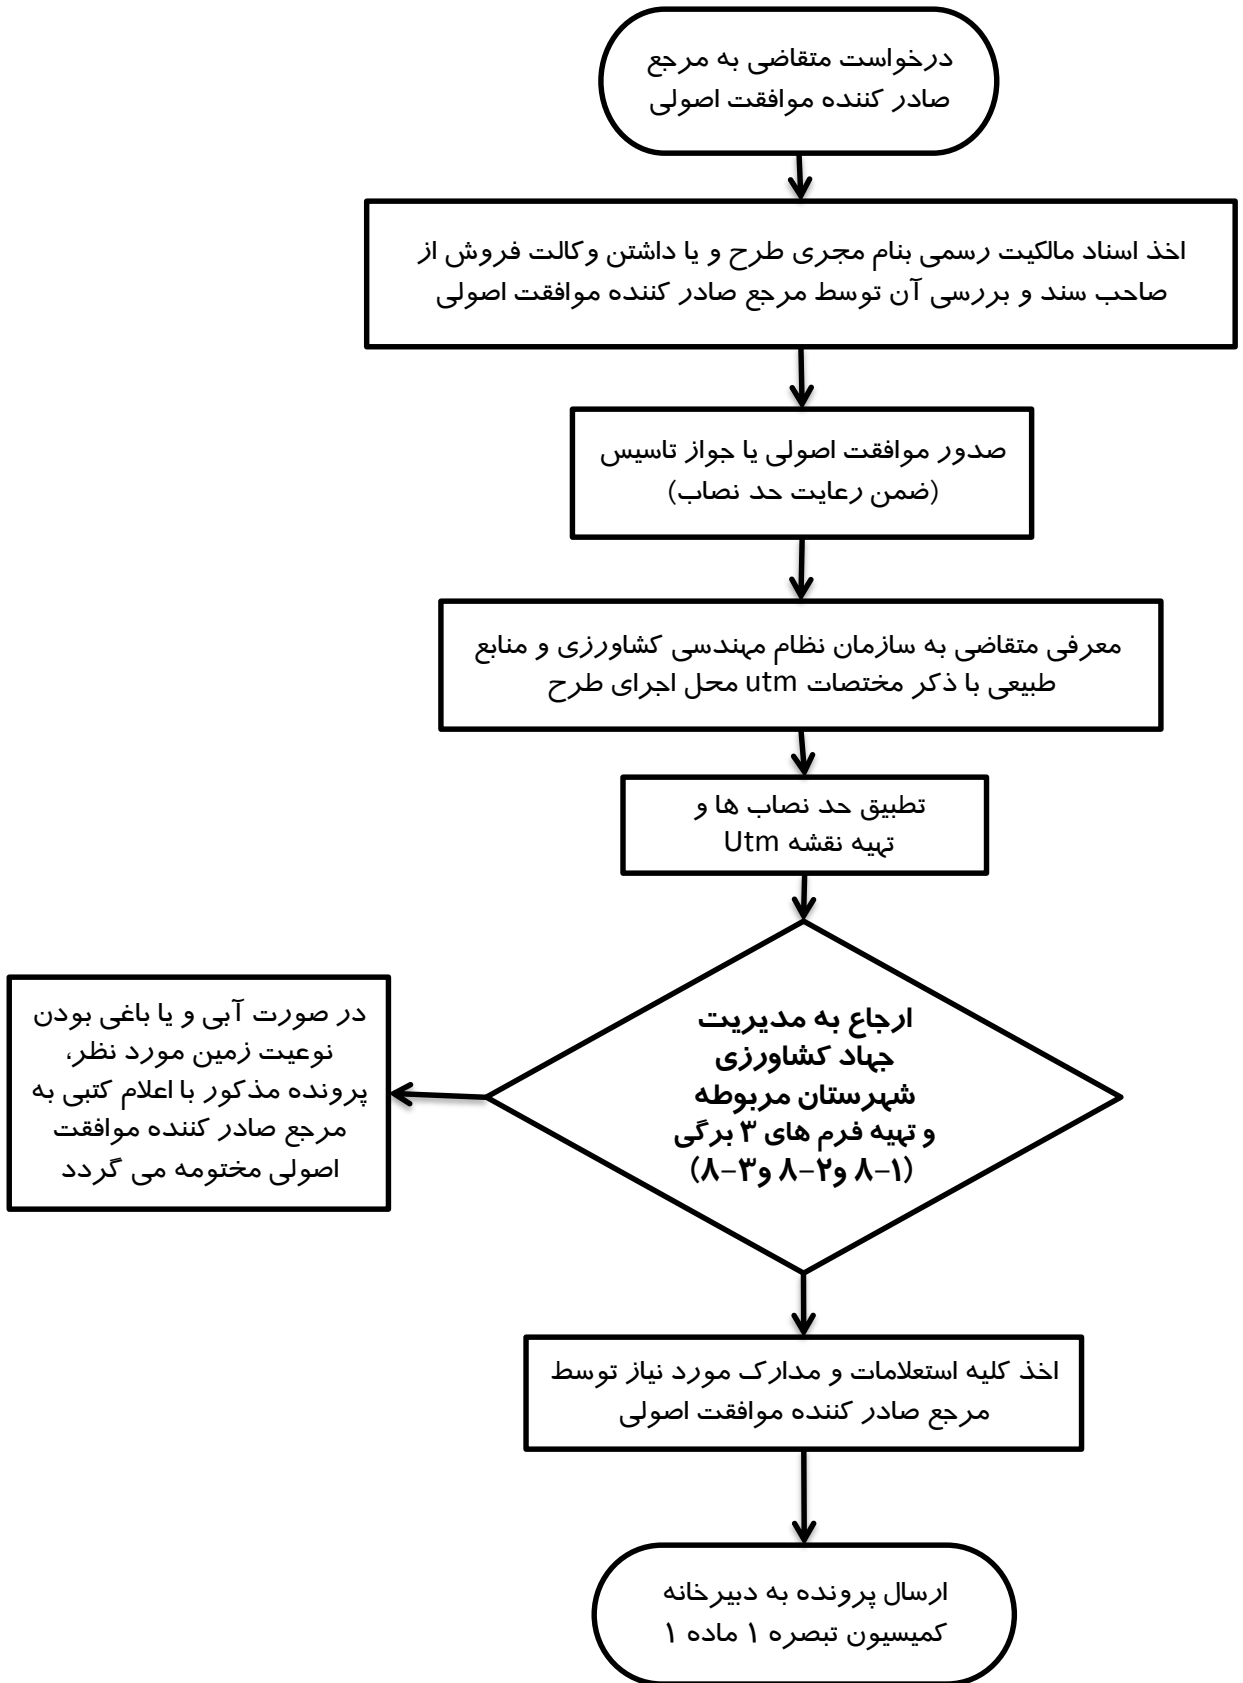 درخواست متقاضی به مرجع
صادر کننده موافقت اصولی
اخذ اسناد مالکیت رسمی بنام مجری طرح و یا داشتن وکالت فروش از
صاحب سند و بررسی آن توسط مرجع صادر کننده موافقت اصولی
صدور موافقت اصولی یا جواز تاسیس
(ضمن رعایت حد نصاب)
معرفی متقاضی به سازمان نظام مهندسی کشاورزی و منابع
طبیعی با ذکر مختصات utm محل اجرای طرح
تطبیق حد نصاب ها و
تهیه نقشه Utm
ارجاع به مدیریت
جهاد کشاورزی
شهرستان مربوطه
و تهیه فرم های ۳ برگی
(۸-۱ و۲-۸ و۳-۸)
در صورت آبی و یا باغی بودن
نوعیت زمین مورد نظر،
پرونده مذکور با اعلام کتبی به
مرجع صادر کننده موافقت
اصولی مختومه می گردد
اخذ کلیه استعلامات و مدارک مورد نیاز توسط
مرجع صادر کننده موافقت اصولی
ارسال پرونده به دبیرخانه
کمیسیون تبصره ۱ ماده ۱